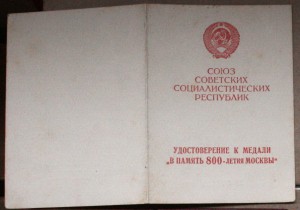 СОЮЗ
СОВЕТСКИХ
СОЦИАЛИСТИЧЕСКИХ
РЕСПУБЛИК
УДОСТОВЕРЕНИЕ К МЕДАЛИ
„В ПАМЯТЬ 800-ЛЕТИЯ МОСКВЫ“